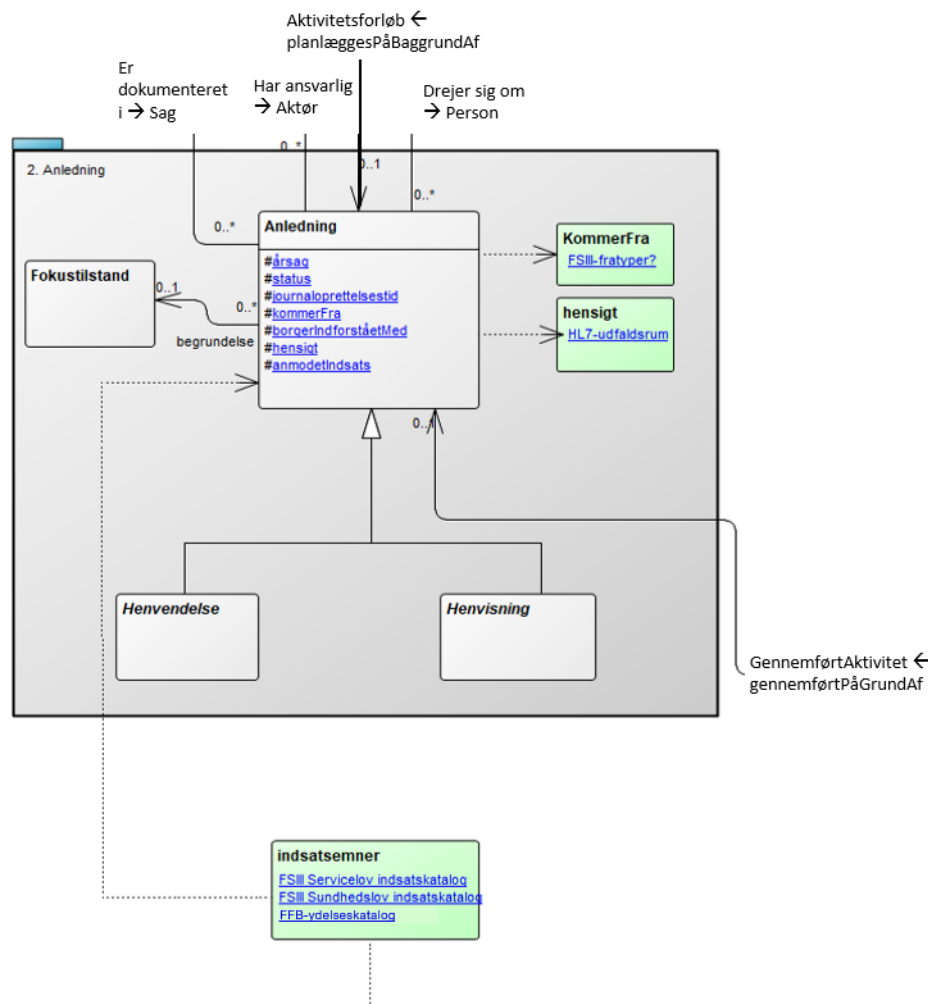 Aktivitetsforløb ←
planlæggesPåBaggrundAf
Er
dokumenteret
i → Sag
Har ansvarlig
→ Aktør
Drejer sig om
→ Person
0..*
0..1
0..*
2. Anledning
0..*
Anledning
#årsag
#status
#journaloprettelsestid
#kommerFra
#borgerIndforståetMed
#hensigt
#anmodetIndsats
KommerFra
FSIII-fratyper?
hensigt
HL7-udfaldsrum
Fokustilstand
0..1
0..*
begrundelse
0..1
Henvendelse
Henvisning
GennemførtAktivitet ←
gennemførtPåGrundAf
indsatsemner
FSIII Servicelov indsatskatalog
FSIII Sundhedslov indsatskatalog
FFB-ydelseskatalog